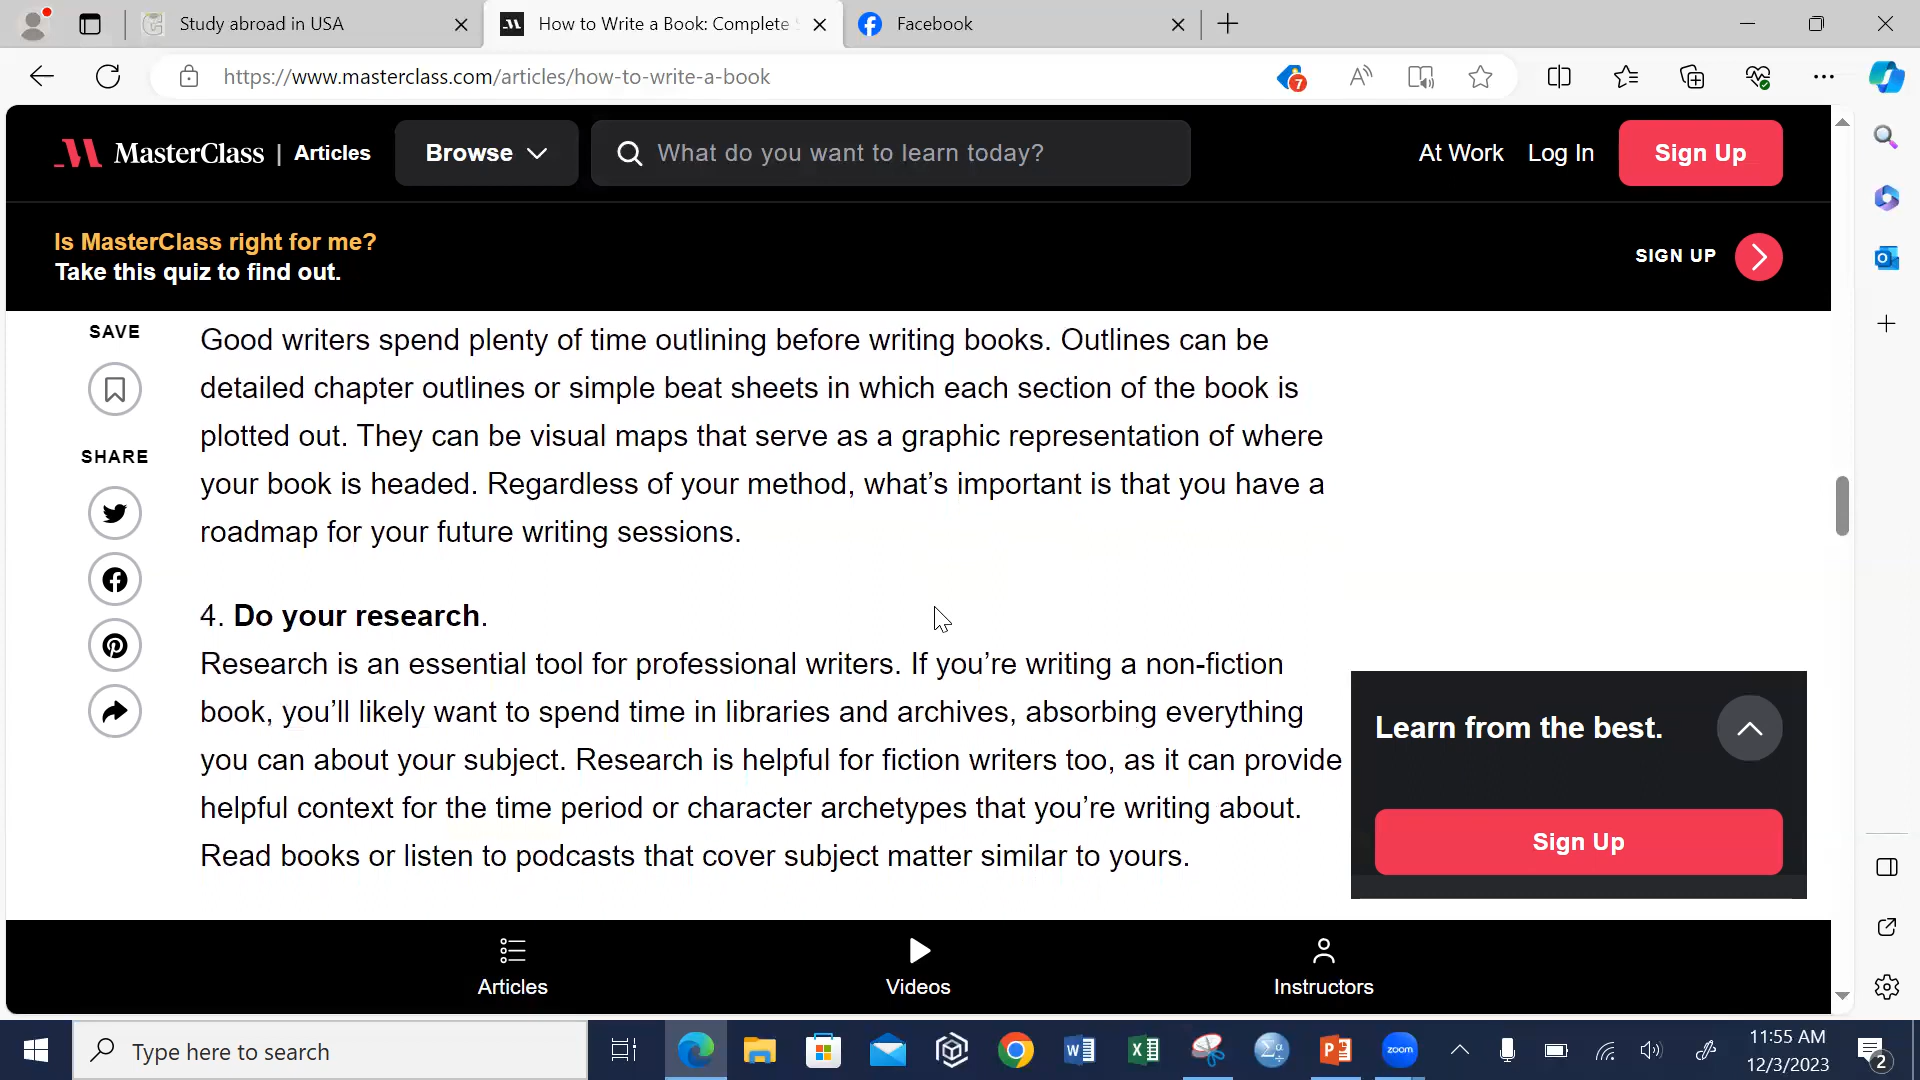 Study abroad in USA
How to Write a Book: Complete
Facebook
https://www.masterclass.com/articles/how-to-write-a-book
7
MasterClass | Articles
Browse
What do you want to learn today?
At Work
Log In
Sign Up
Is MasterClass right for me?
Take this quiz to find out.
SIGN UP
SAVE
SHARE
Good writers spend plenty of time outlining before writing books. Outlines can be
detailed chapter outlines or simple beat sheets in which each section of the book is
plotted out. They can be visual maps that serve as a graphic representation of where
your book is headed. Regardless of your method, what’s important is that you have a
roadmap for your future writing sessions.
4. Do your research.
Research is an essential tool for professional writers. If you’re writing a non-fiction
book, you’ll likely want to spend time in libraries and archives, absorbing everything
you can about your subject. Research is helpful for fiction writers too, as it can provide
helpful context for the time period or character archetypes that you’re writing about.
Read books or listen to podcasts that cover subject matter similar to yours.
Learn from the best.
Sign Up
Articles
Videos
Instructors
Type here to search
zoom
11:55 AM
12/3/2023
2